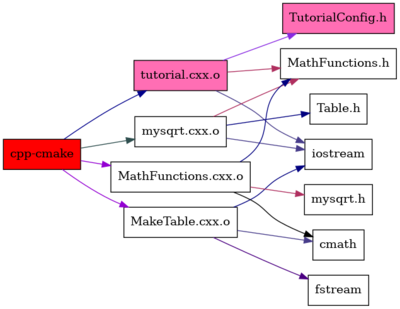 TutorialConfig.h
MathFunctions.h
tutorial.cxx.o
Table.h
mysqrt.cxx.o
cpp-cmake
iostream
MathFunctions.cxx.o
mysqrt.h
MakeTable.cxx.o
cmath
fstream